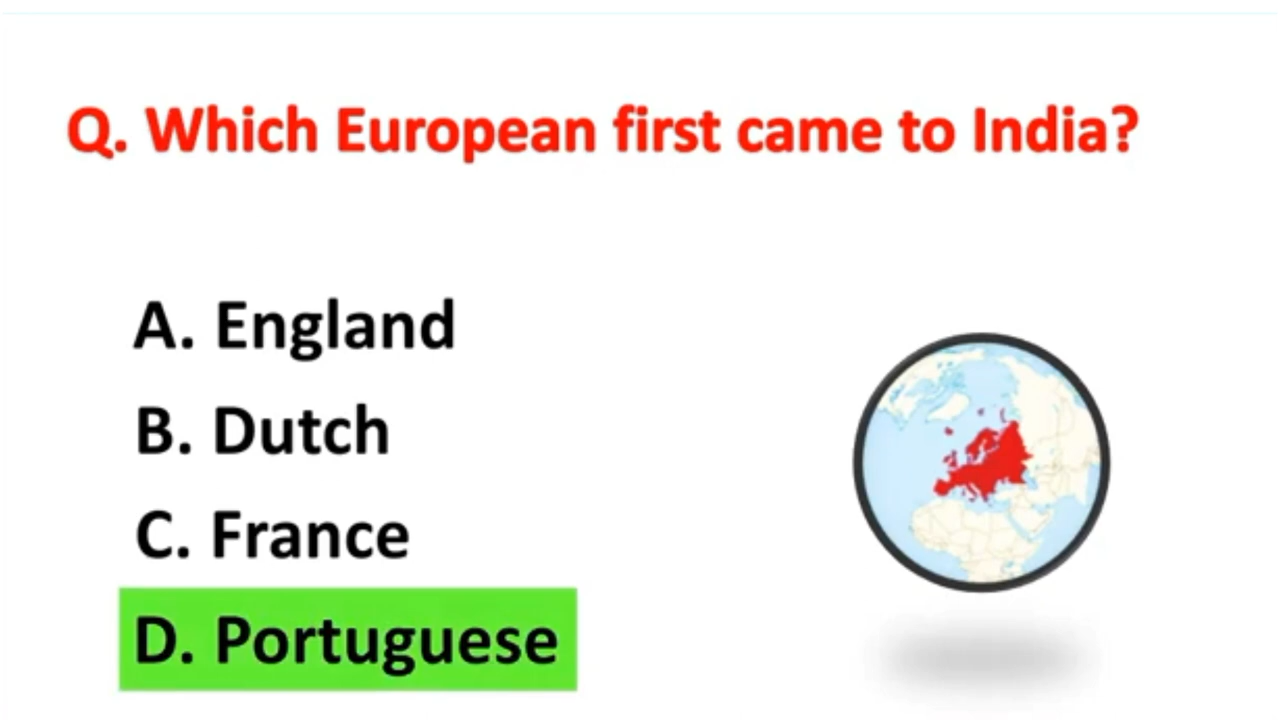 Q. Which European first came to India?
A. England
B. Dutch
C. France
D. Portuguese